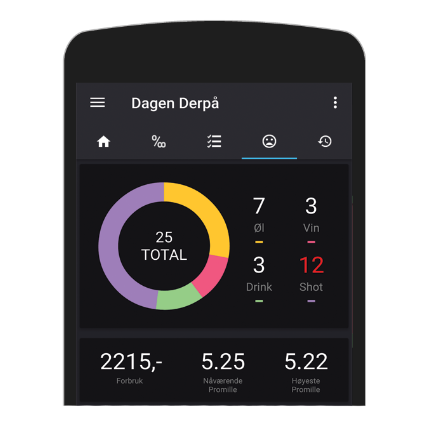 Dagen Derpå
‰
25
TOTAL
7
3
Øl
Vin
3
12
Drink
Shot
2215,-
5.25
5.22
Forbruk
Nåværende
Promille
Høyeste
Promille